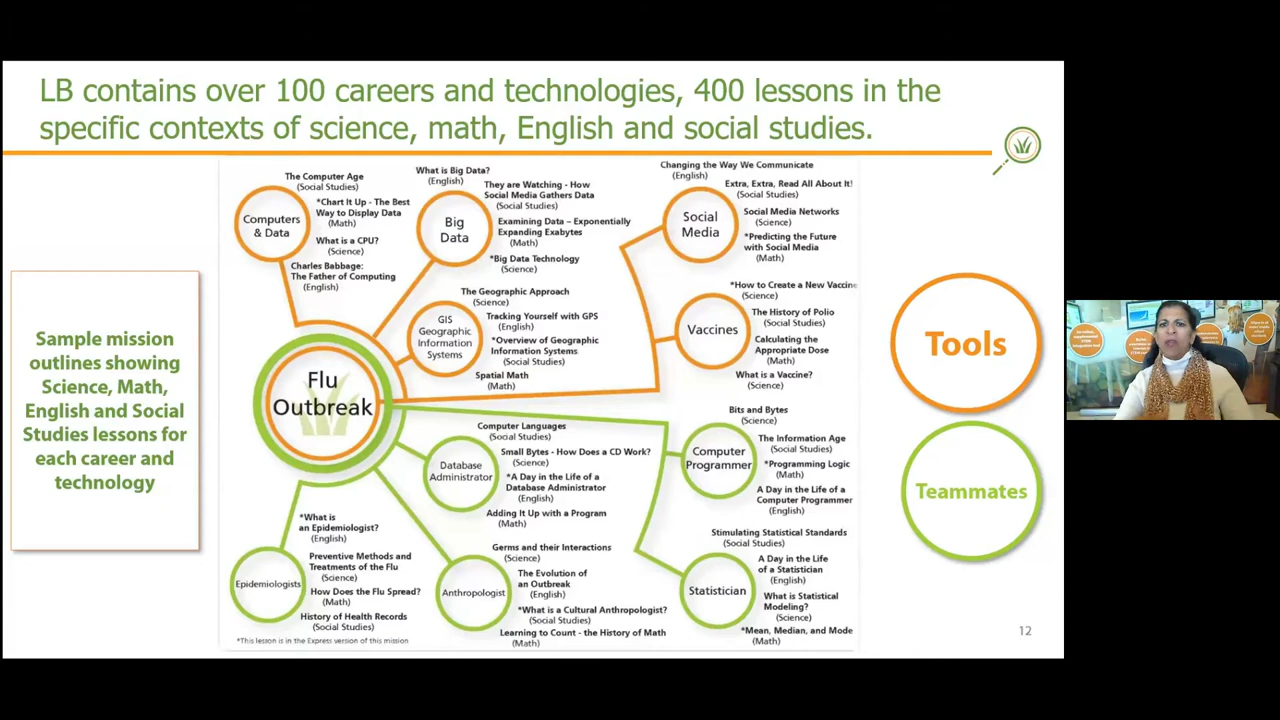 LB contains over 100 careers and technologies, 400 lessons in the
specific contexts of science, math, English and social studies.
Sample mission
outlines showing
Science, Math,
English and Social
Studies lessons for
each career and
technology
Flu
Outbreak
Computers
& Data
The Computer Age
(Social Studies)
*Chart It Up - The Best
Way to Display Data
(Math)
What is a CPU?
(Science)
Charles Babbage:
The Father of Computing
(English)
Big
Data
What is Big Data?
(English)
They are Watching - How
Social Media Gathers Data
(Social Studies)
Examining Data – Exponentially
Expanding Exabytes
(Math)
*Big Data Technology
(Science)
GIS
Geographic
Information
Systems
The Geographic Approach
(Science)
Tracking Yourself with GPS
(English)
*Overview of Geographic
Information Systems
(Social Studies)
Spatial Math
(Math)
Social
Media
Changing the Way We Communicate
(English)
Extra, Extra, Read All About It!
(Social Studies)
Social Media Networks
(Science)
*Predicting the Future
with Social Media
(Math)
Vaccines
*How to Create a New Vaccine
(Science)
The History of Polio
(Social Studies)
Calculating the
Appropriate Dose
(Math)
What is a Vaccine?
(Science)
Database
Administrator
Computer Languages
(Social Studies)
Small Bytes - How Does a CD Work?
(Science)
*A Day in the Life of a
Database Administrator
(English)
Adding It Up with a Program
(Math)
Computer
Programmer
Bits and Bytes
(Science)
The Information Age
(Social Studies)
*Programming Logic
(Math)
A Day in the Life of
a Computer Programmer
(English)
Epidemiologists
*What is
an Epidemiologist?
(English)
Preventive Methods and
Treatments of the Flu
(Science)
How Does the Flu Spread?
(Math)
History of Health Records
(Social Studies)
Anthropologist
Germs and their Interactions
(Science)
The Evolution of
an Outbreak
(English)
*What is a Cultural Anthropologist?
(Social Studies)
Learning to Count - the History of Math
(Math)
Statistician
Stimulating Statistical Standards
(Social Studies)
A Day in the Life
of a Statistician
(English)
What is Statistical
Modeling?
(Science)
*Mean, Median, and Mode
(Math)
*This lesson is in the Express version of this mission
Tools
Teammates
12